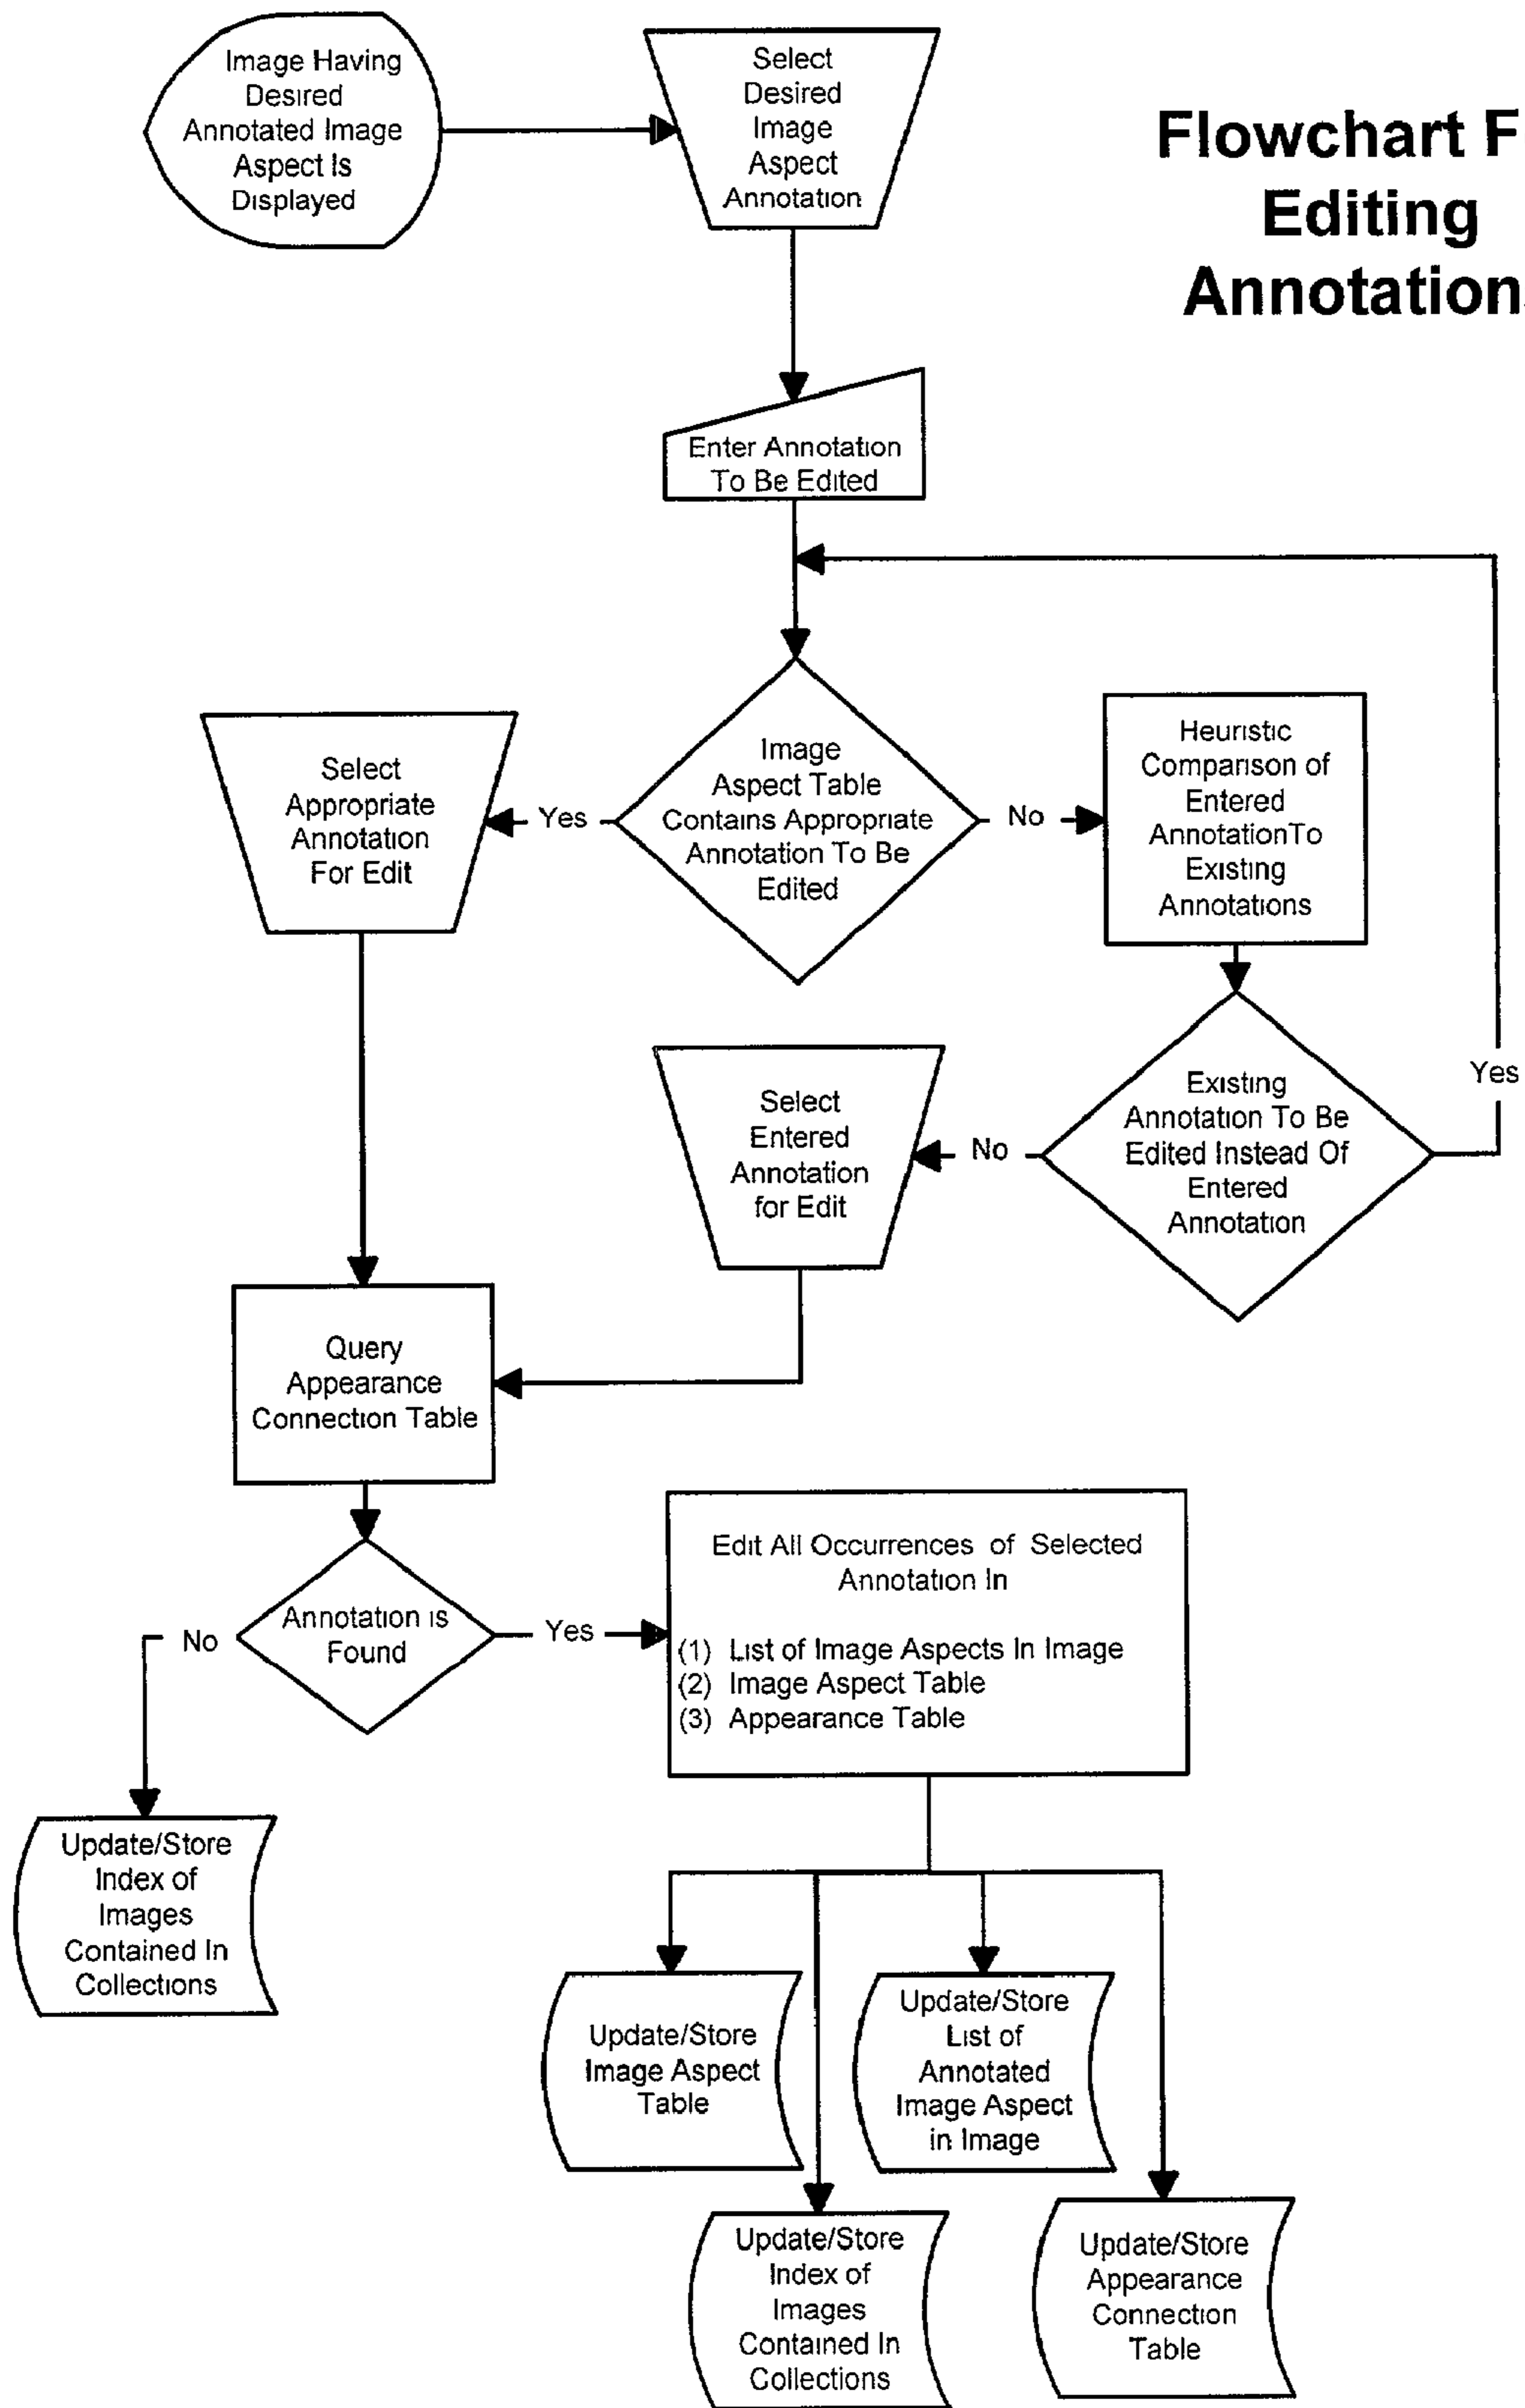 Image Having
Desired
Annotated Image
Aspect Is
Displayed
Select
Desired
Image
Aspect
Annotation
Flowchart F
Editing
Annotation
Enter Annotation
To Be Edited
Image
Aspect Table
Contains Appropriate
Annotation To Be
Edited
Yes
No
Select
Appropriate
Annotation
For Edit
Heuristic
Comparison of
Entered
AnnotationTo
Existing
Annotations
Existing
Annotation To Be
Edited Instead Of
Entered
Annotation
Yes
No
Select
Entered
Annotation
for Edit
Query
Appearance
Connection Table
Annotation is
Found
No
Yes
Edit All Occurrences of Selected
Annotation In
(1) List of Image Aspects In Image
(2) Image Aspect Table
(3) Appearance Table
Update/Store
Index of
Images
Contained In
Collections
Update/Store
Image Aspect
Table
Update/Store
List of
Annotated
Image Aspect
in Image
Update/Store
Index of
Images
Contained In
Collections
Update/Store
Appearance
Connection
Table